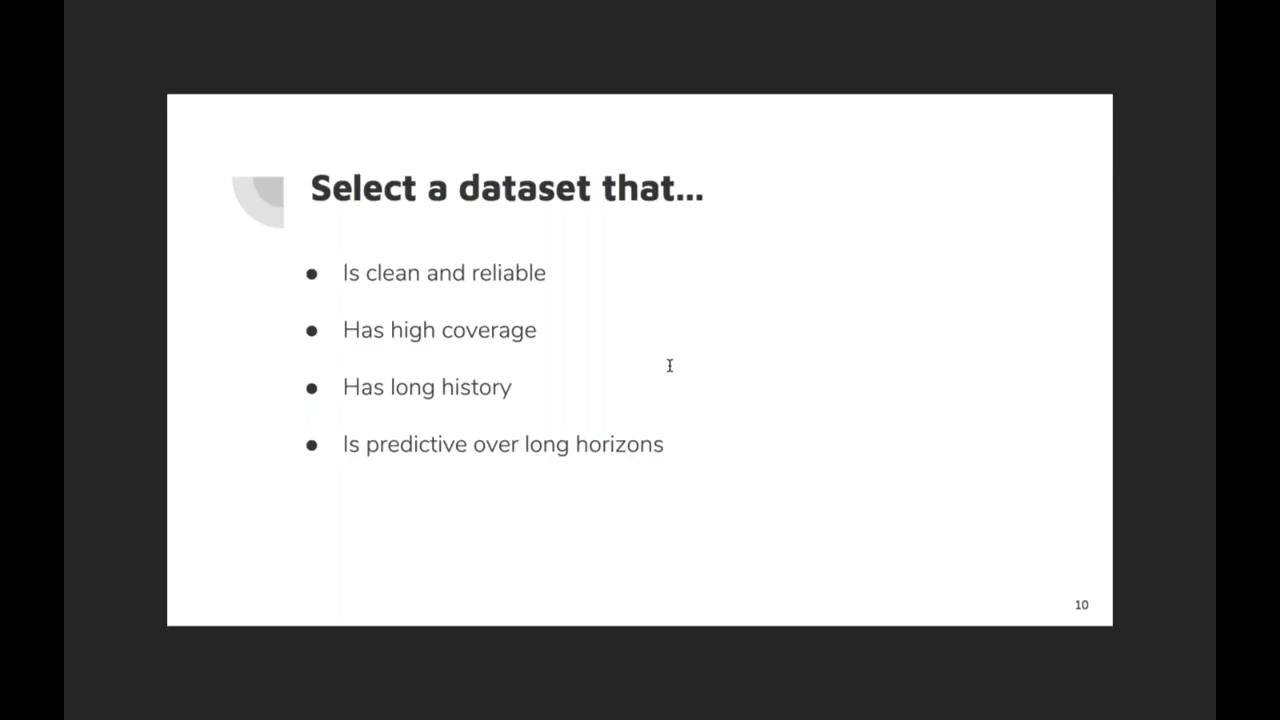 Select a dataset that...
● Is clean and reliable
● Has high coverage
● Has long history
● Is predictive over long horizons
10